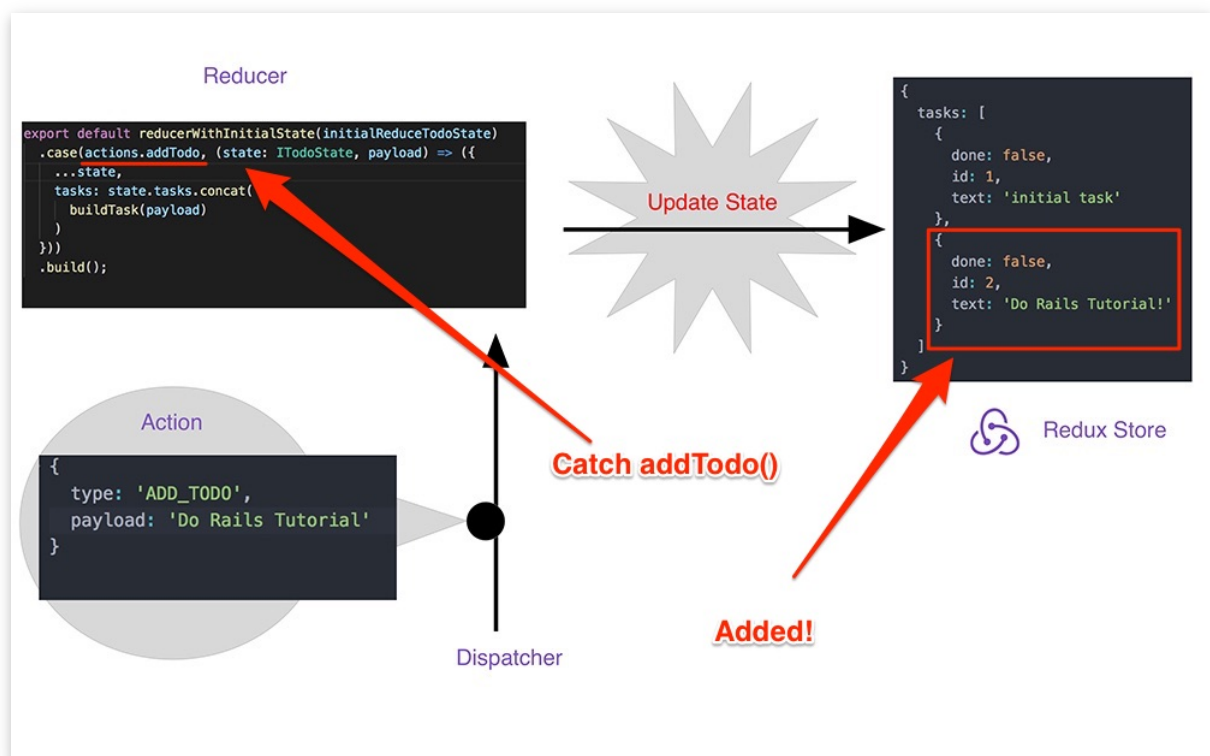 Reducer
export default reducerWithInitialState(initialReduceTodoState)
  .case(actions.addTodo, (state: ITodoState, payload) => ({
    ...state,
    tasks: state.tasks.concat(
      buildTask(payload)
    )
  }))
  .build();
Update State
{
  tasks: [
    {
      done: false,
      id: 1,
      text: 'initial task'
    },
    {
      done: false,
      id: 2,
      text: 'Do Rails Tutorial!'
    }
  ]
}
Redux Store
Action
{
  type: 'ADD_TODO',
  payload: 'Do Rails Tutorial'
}
Catch addTodo()
Added!
Dispatcher